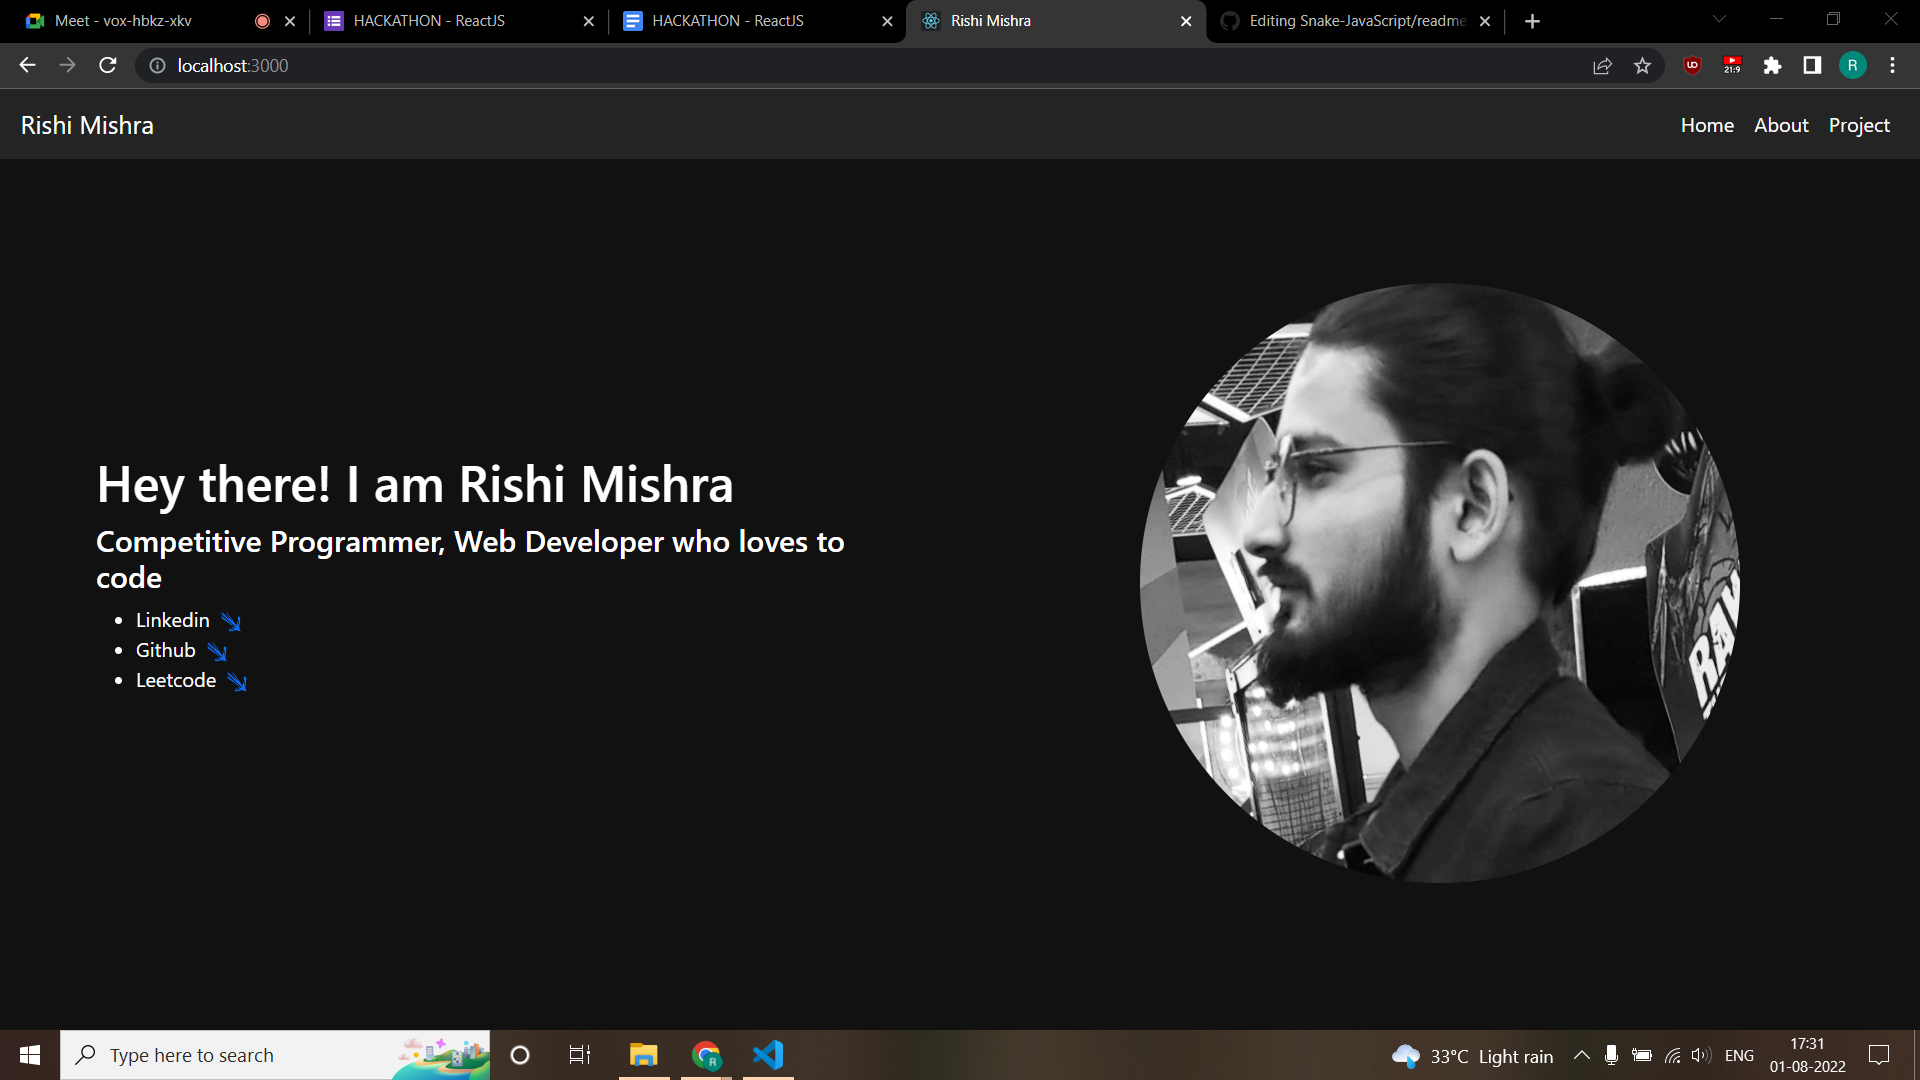 Meet - vox-hbkz-xkv
HACKATHON - ReactJS
HACKATHON - ReactJS
Rishi Mishra
Editing Snake-JavaScript/readme
localhost:3000
21:9
R
Rishi Mishra
Home
About
Project
Hey there! I am Rishi Mishra
Competitive Programmer, Web Developer who loves to
code
Linkedin
Github
Leetcode
Type here to search
R
33°C Light rain
ENG
17:31
01-08-2022